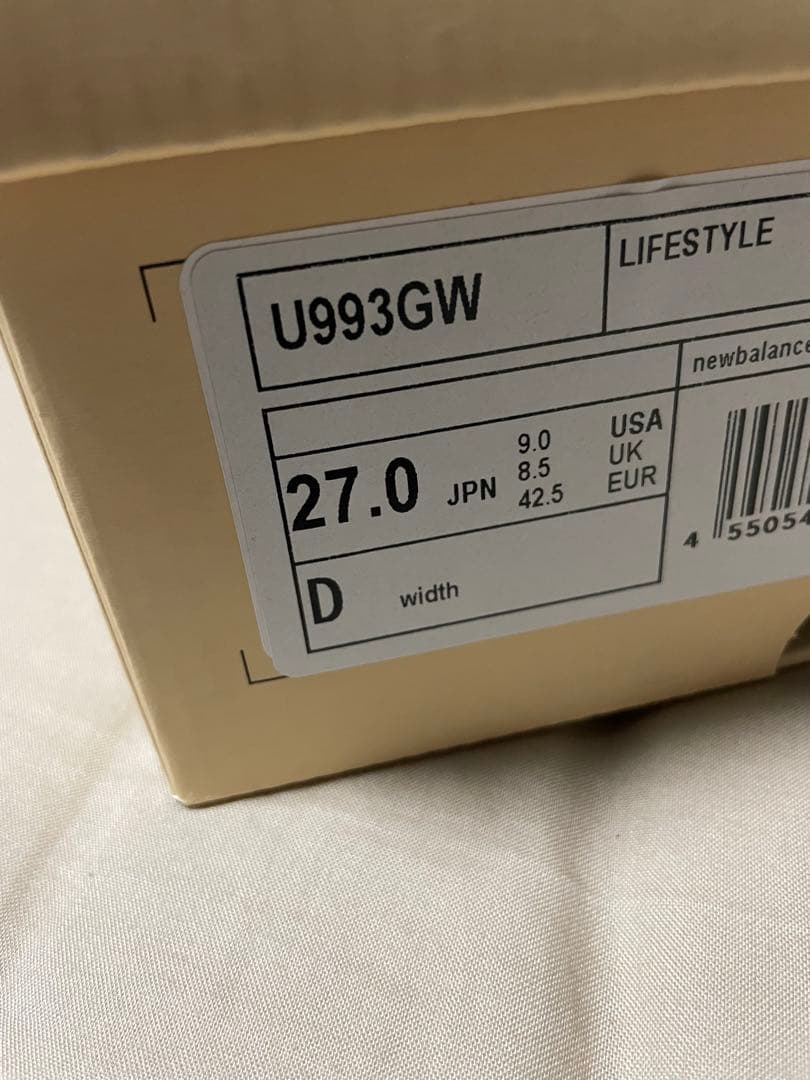 U993GW
LIFESTYLE
newbalance
27.0 JPN
9.0 USA
8.5 UK
42.5 EUR
D width
4 55054